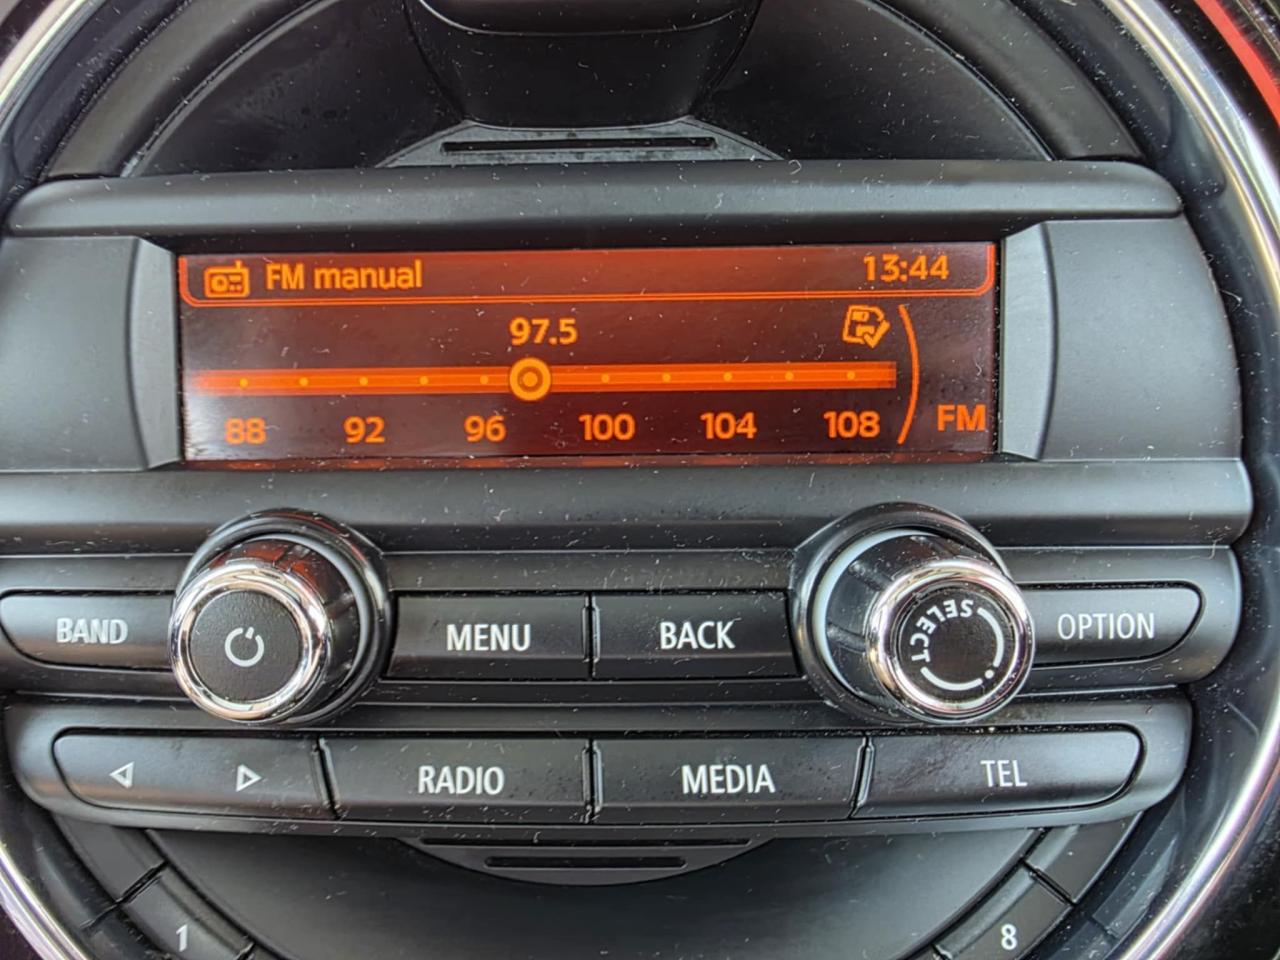 FM manual 13:44
97.5
88 92 96 100 104 108 FM
BAND MENU BACK SELECT OPTION
RADIO MEDIA TEL
1 8